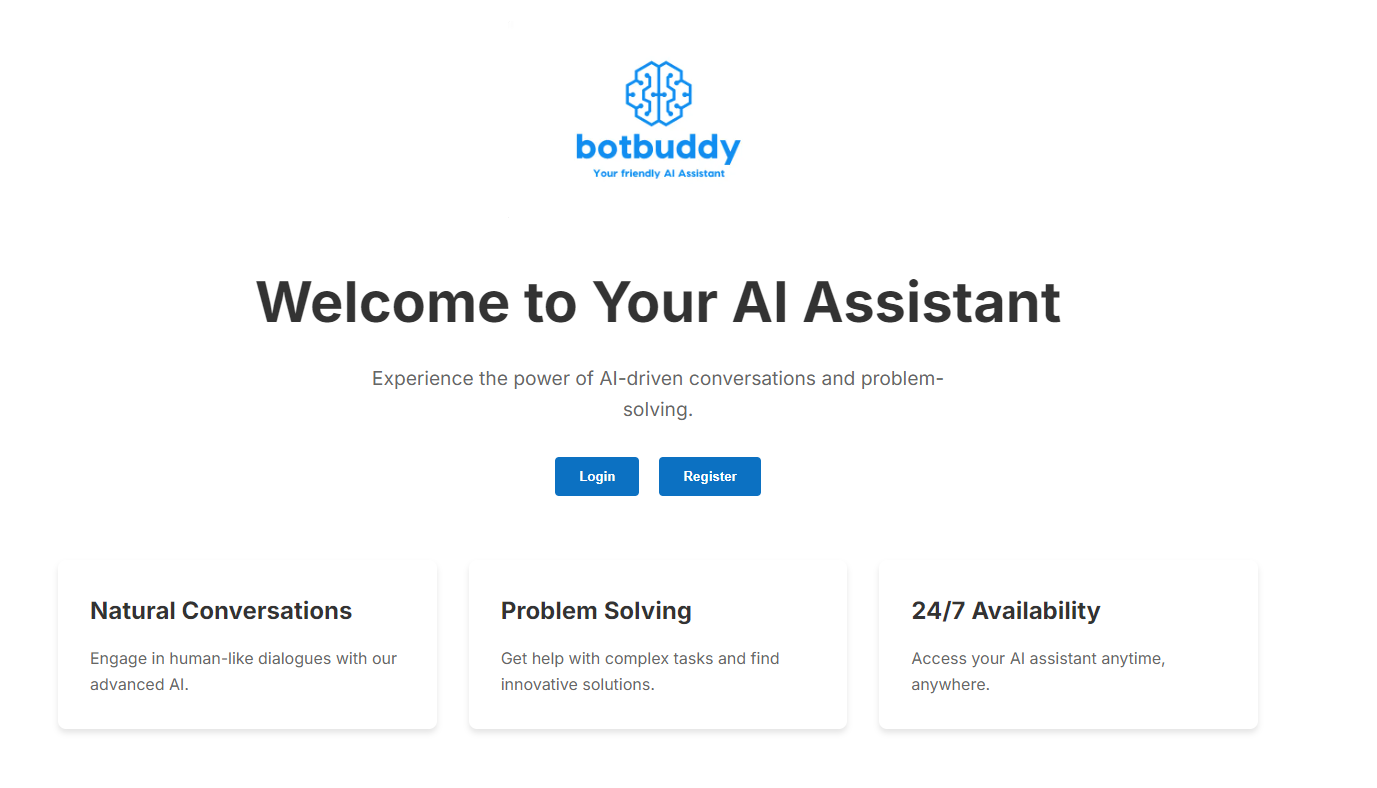 botbuddy
Your friendly AI Assistant
Welcome to Your AI Assistant
Experience the power of AI-driven conversations and problem-
solving.
Login
Register
Natural Conversations
Engage in human-like dialogues with our
advanced AI.
Problem Solving
Get help with complex tasks and find
innovative solutions.
24/7 Availability
Access your AI assistant anytime,
anywhere.